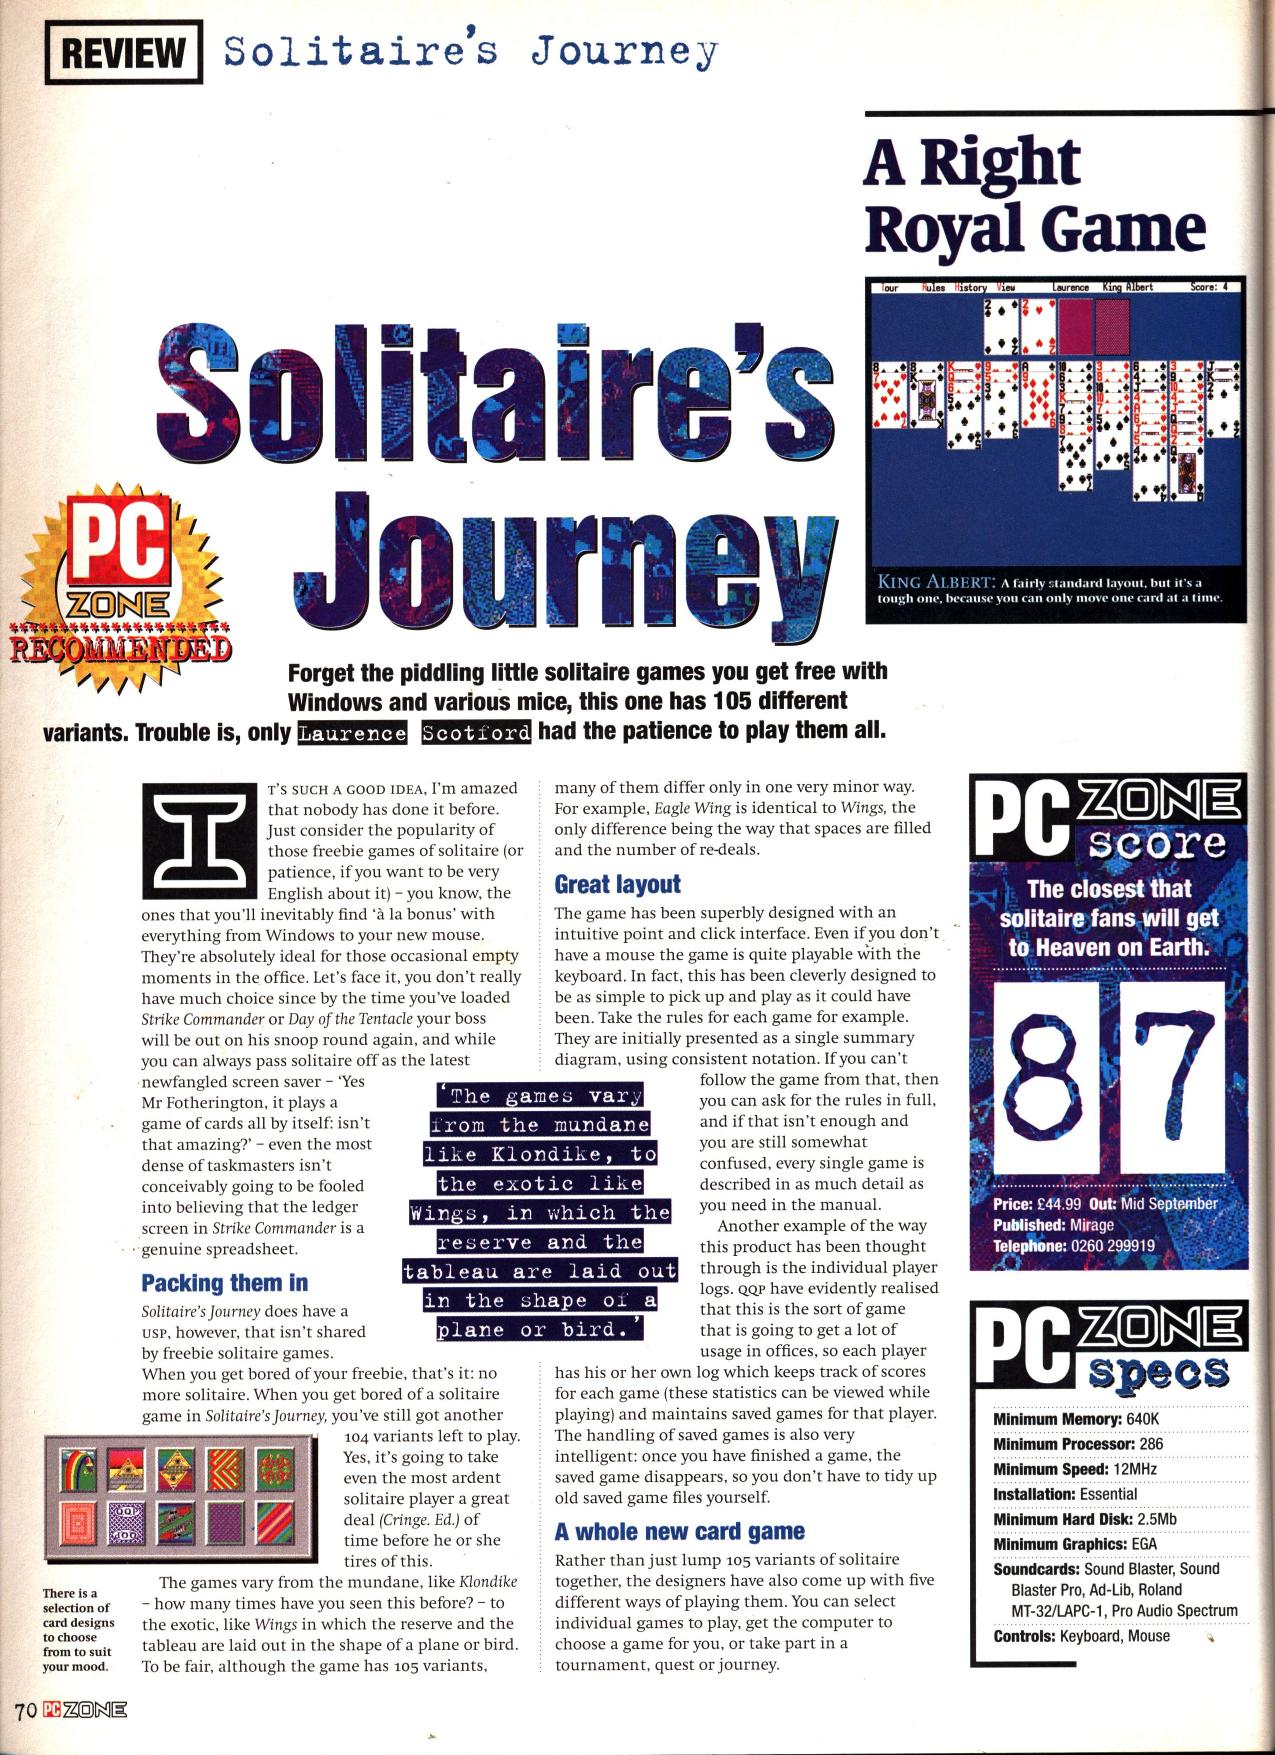 REVIEW Solitaire's Journey
A Right
Royal Game
Tour Rules History View Laurence King Albert Score: 4
KING ALBERT: A fairly standard layout, but it's a
tough one, because you can only move one card at a time.
Solitaire's
Journey
PC
ZONE
RECOMMENDED
Forget the piddling little solitaire games you get free with
Windows and various mice, this one has 105 different
variants. Trouble is, only Laurence Scotford had the patience to play them all.
IT'S SUCH A GOOD IDEA, I'm amazed
that nobody has done it before.
Just consider the popularity of
those freebie games of solitaire (or
patience, if you want to be very
English about it) – you know, the
ones that you'll inevitably find 'à la bonus' with
everything from Windows to your new mouse.
They're absolutely ideal for those occasional empty
moments in the office. Let's face it, you don't really
have much choice since by the time you've loaded
Strike Commander or Day of the Tentacle your boss
will be out on his snoop round again, and while
you can always pass solitaire off as the latest
newfangled screen saver – 'Yes
Mr Fotherington, it plays a
game of cards all by itself: isn't
that amazing?' – even the most
dense of taskmasters isn't
conceivably going to be fooled
into believing that the ledger
screen in Strike Commander is a
genuine spreadsheet.
Packing them in
Solitaire's Journey does have a
USP, however, that isn't shared
by freebie solitaire games.
When you get bored of your freebie, that's it: no
more solitaire. When you get bored of a solitaire
game in Solitaire's Journey, you've still got another
104 variants left to play.
Yes, it's going to take
even the most ardent
solitaire player a great
deal (Cringe. Ed.) of
time before he or she
tires of this.
The games vary from the mundane, like Klondike
– how many times have you seen this before? – to
the exotic, like Wings in which the reserve and the
tableau are laid out in the shape of a plane or bird.
To be fair, although the game has 105 variants,
QQP
There is a
selection of
card designs
to choose
from to suit
your mood.
'The games vary
from the mundane
like Klondike, to
the exotic like
Wings, in which the
reserve and the
tableau are laid out
in the shape of a
plane or bird.'
many of them differ only in one very minor way.
For example, Eagle Wing is identical to Wings, the
only difference being the way that spaces are filled
and the number of re-deals.
Great layout
The game has been superbly designed with an
intuitive point and click interface. Even if you don't
have a mouse the game is quite playable with the
keyboard. In fact, this has been cleverly designed to
be as simple to pick up and play as it could have
been. Take the rules for each game for example.
They are initially presented as a single summary
diagram, using consistent notation. If you can't
follow the game from that, then
you can ask for the rules in full,
and if that isn't enough and
you are still somewhat
confused, every single game is
described in as much detail as
you need in the manual.
Another example of the way
this product has been thought
through is the individual player
logs. QQP have evidently realised
that this is the sort of game
that is going to get a lot of
usage in offices, so each player
has his or her own log which keeps track of scores
for each game (these statistics can be viewed while
playing) and maintains saved games for that player.
The handling of saved games is also very
intelligent: once you have finished a game, the
saved game disappears, so you don't have to tidy up
old saved game files yourself.
A whole new card game
Rather than just lump 105 variants of solitaire
together, the designers have also come up with five
different ways of playing them. You can select
individual games to play, get the computer to
choose a game for you, or take part in a
tournament, quest or journey.
PC ZONE
score
The closest that
solitaire fans will get
to Heaven on Earth.
87
Price: £44.99 Out: Mid September
Published: Mirage
Telephone: 0260 299919
PC ZONE
specs
Minimum Memory: 640K
Minimum Processor: 286
Minimum Speed: 12MHz
Installation: Essential
Minimum Hard Disk: 2.5Mb
Minimum Graphics: EGA
Soundcards: Sound Blaster, Sound
Blaster Pro, Ad-Lib, Roland
MT-32/LAPC-1, Pro Audio Spectrum
Controls: Keyboard, Mouse
70 PC ZONE